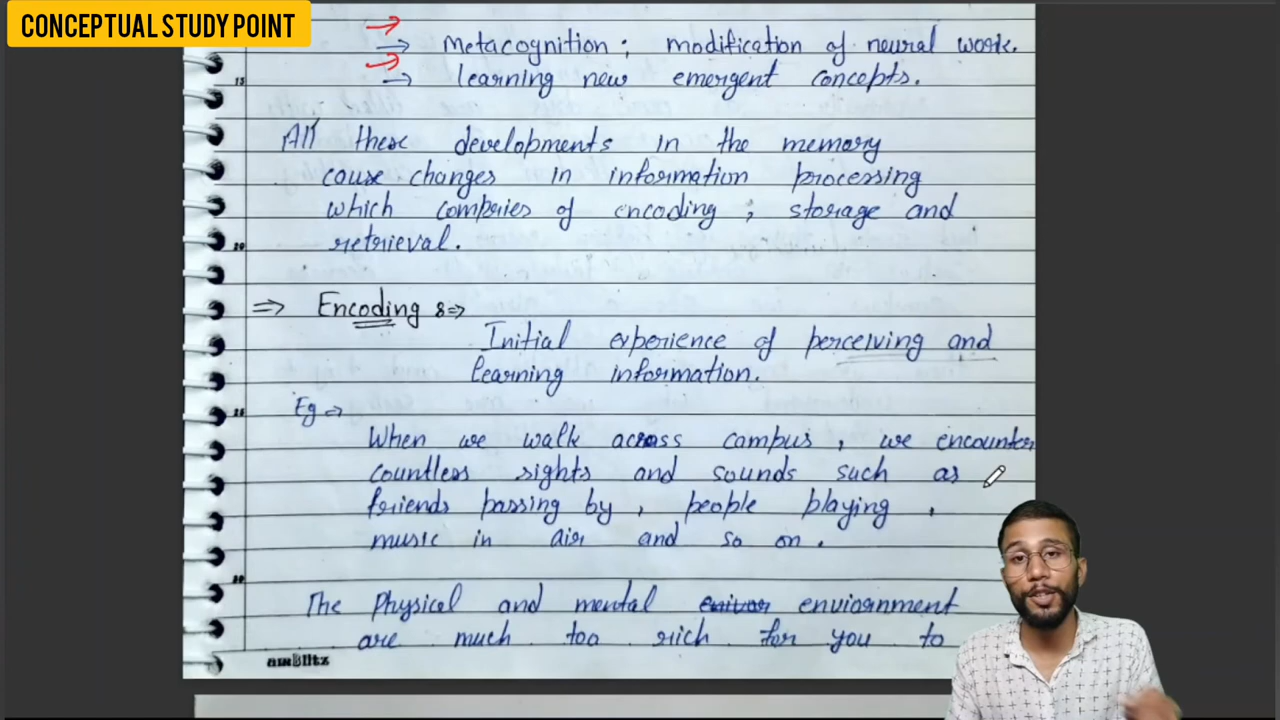 CONCEPTUAL STUDY POINT
→ Metacognition; modification of neural work.
→ learning new emergent concepts.
All these developments in the memory
cause changes in information processing
which compries of encoding, storage and
retrieval.
⇒ Encoding :⇒
Initial experience of perceiving and
learning information.
Eg →
When we walk across campus, we encounter
countless sights and sounds such as
friends passing by, people playing,
music in air and so on.
The Physical and mental enviornment
are much too rich for you to